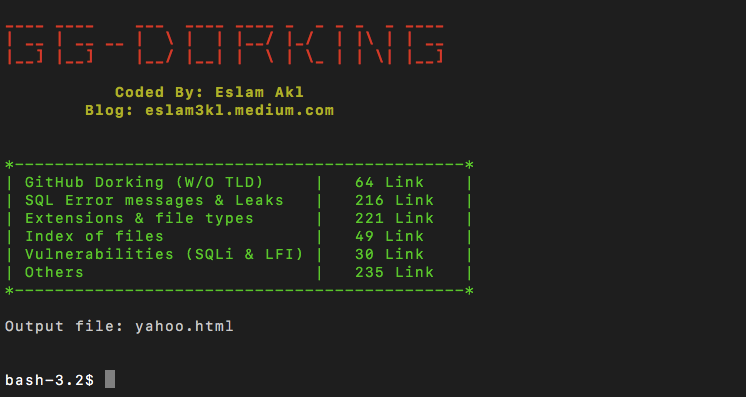 GG-DORKING
Coded By: Eslam Akl
Blog: eslam3kl.medium.com
*---------------------------------------------*
| GitHub Dorking (W/O TLD) | 64 Link |
| SQL Error messages & Leaks | 216 Link |
| Extensions & file types | 221 Link |
| Index of files | 49 Link |
| Vulnerabilities (SQLi & LFI) | 30 Link |
| Others | 235 Link |
*---------------------------------------------*
Output file: yahoo.html
bash-3.2$